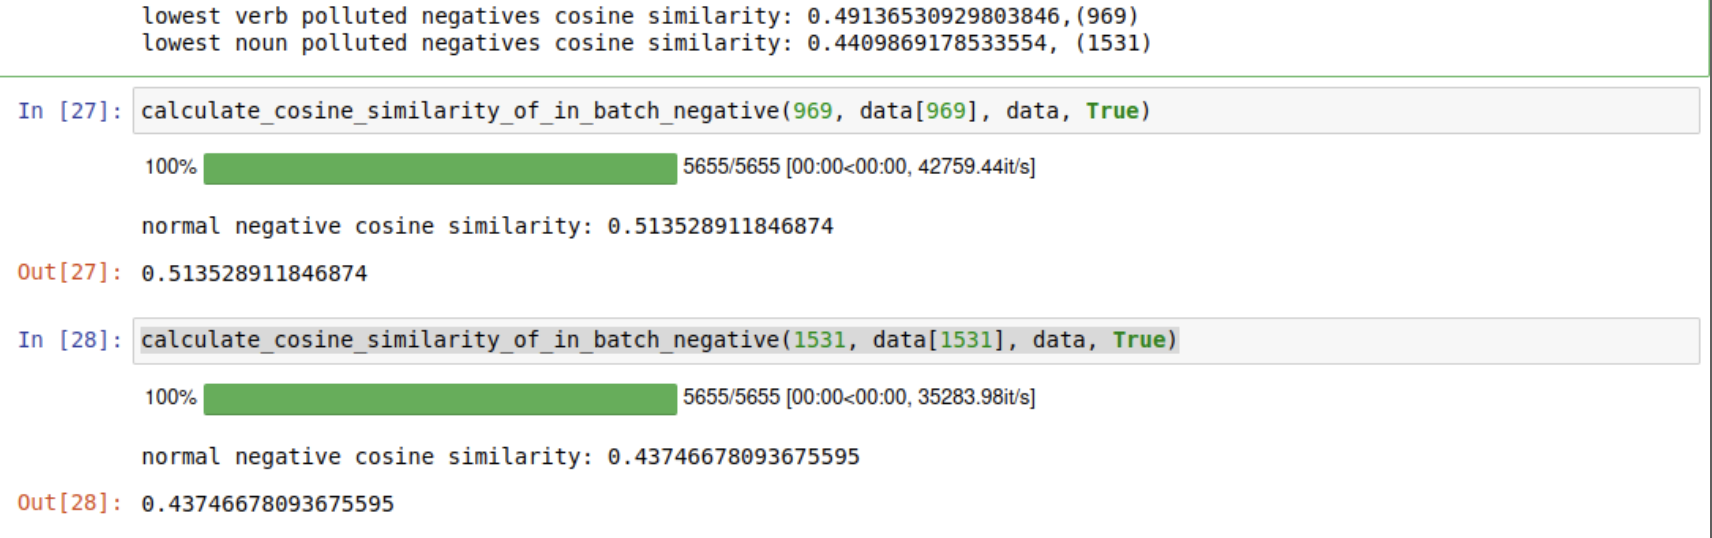 lowest verb polluted negatives cosine similarity: 0.49136530929803846,(969)
lowest noun polluted negatives cosine similarity: 0.4409869178533554, (1531)
In [27]: calculate_cosine_similarity_of_in_batch_negative(969, data[969], data, True)
100% 5655/5655 [00:00<00:00, 42759.44it/s]
normal negative cosine similarity: 0.513528911846874
Out[27]: 0.513528911846874
In [28]: calculate_cosine_similarity_of_in_batch_negative(1531, data[1531], data, True)
100% 5655/5655 [00:00<00:00, 35283.98it/s]
normal negative cosine similarity: 0.43746678093675595
Out[28]: 0.43746678093675595